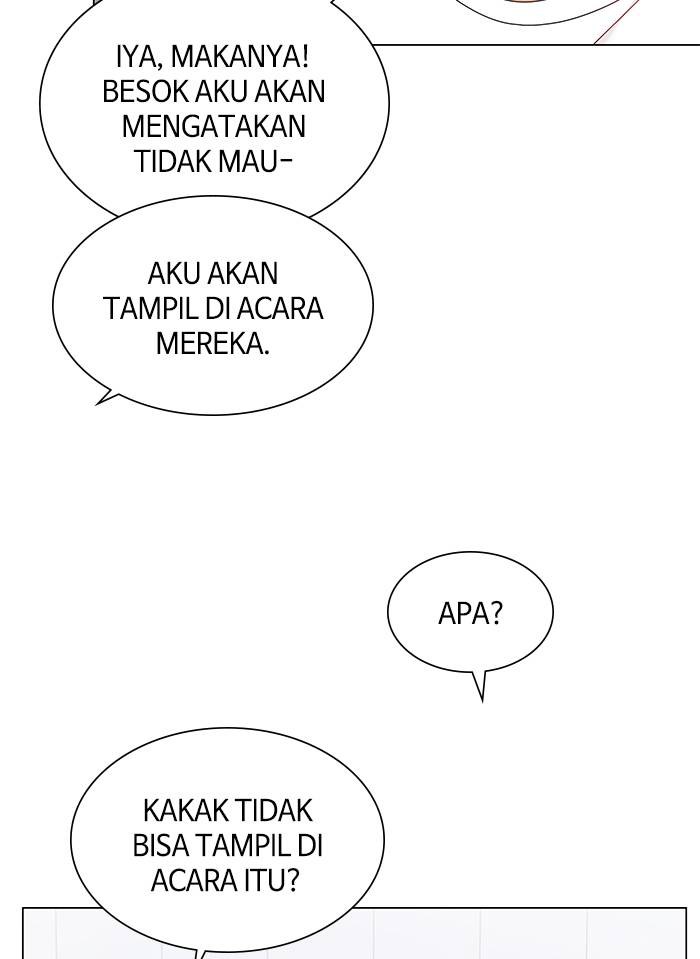 IYA, MAKANYA!
BESOK AKU AKAN
MENGATAKAN
TIDAK MAU-
AKU AKAN
TAMPIL DI ACARA
MEREKA.
APA?
KAKAK TIDAK
BISA TAMPIL DI
ACARA ITU?